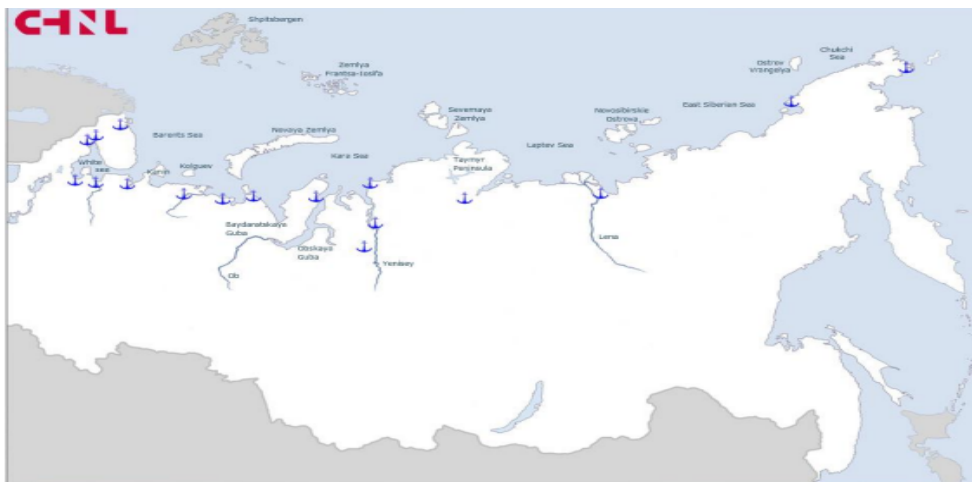 CHNL
Shpitsbergen
Chukchi
Sea
Ostrov
Vrangelya
Zemlya
Frantsa-Iosifa
Severnaya
Zemlya
Novosibirskie
Ostrova
East Siberian Sea
Barents Sea
Novaya Zemlya
Laptev Sea
Kara Sea
Taymyr
Peninsula
White
sea
Kanin
Kolguev
Baydaratskaya
Guba
Obskaya
Guba
Ob
Yenisey
Lena